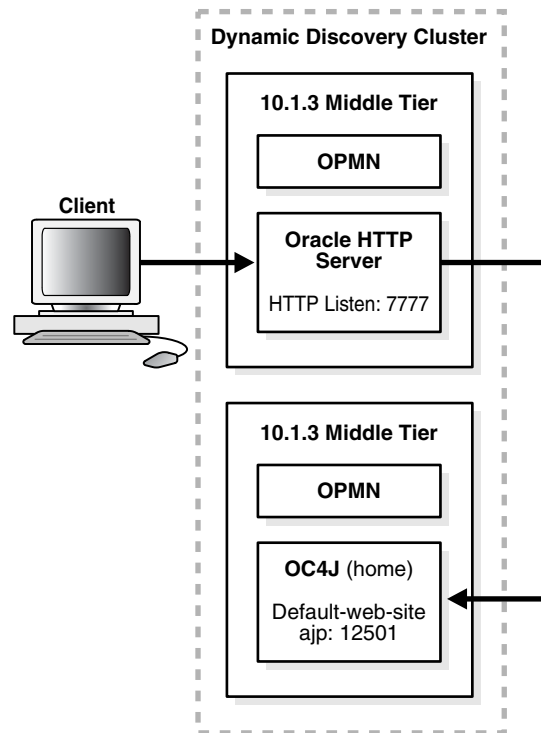 Dynamic Discovery Cluster
10.1.3 Middle Tier
OPMN
Client
Oracle HTTP
Server
HTTP Listen: 7777
10.1.3 Middle Tier
OPMN
OC4J (home)
Default-web-site
ajp: 12501